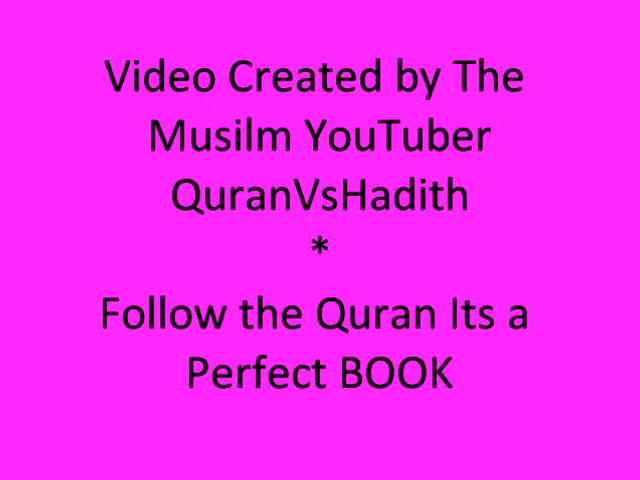 Video Created by The
Musilm YouTuber
QuranVsHadith
*
Follow the Quran Its a
Perfect BOOK